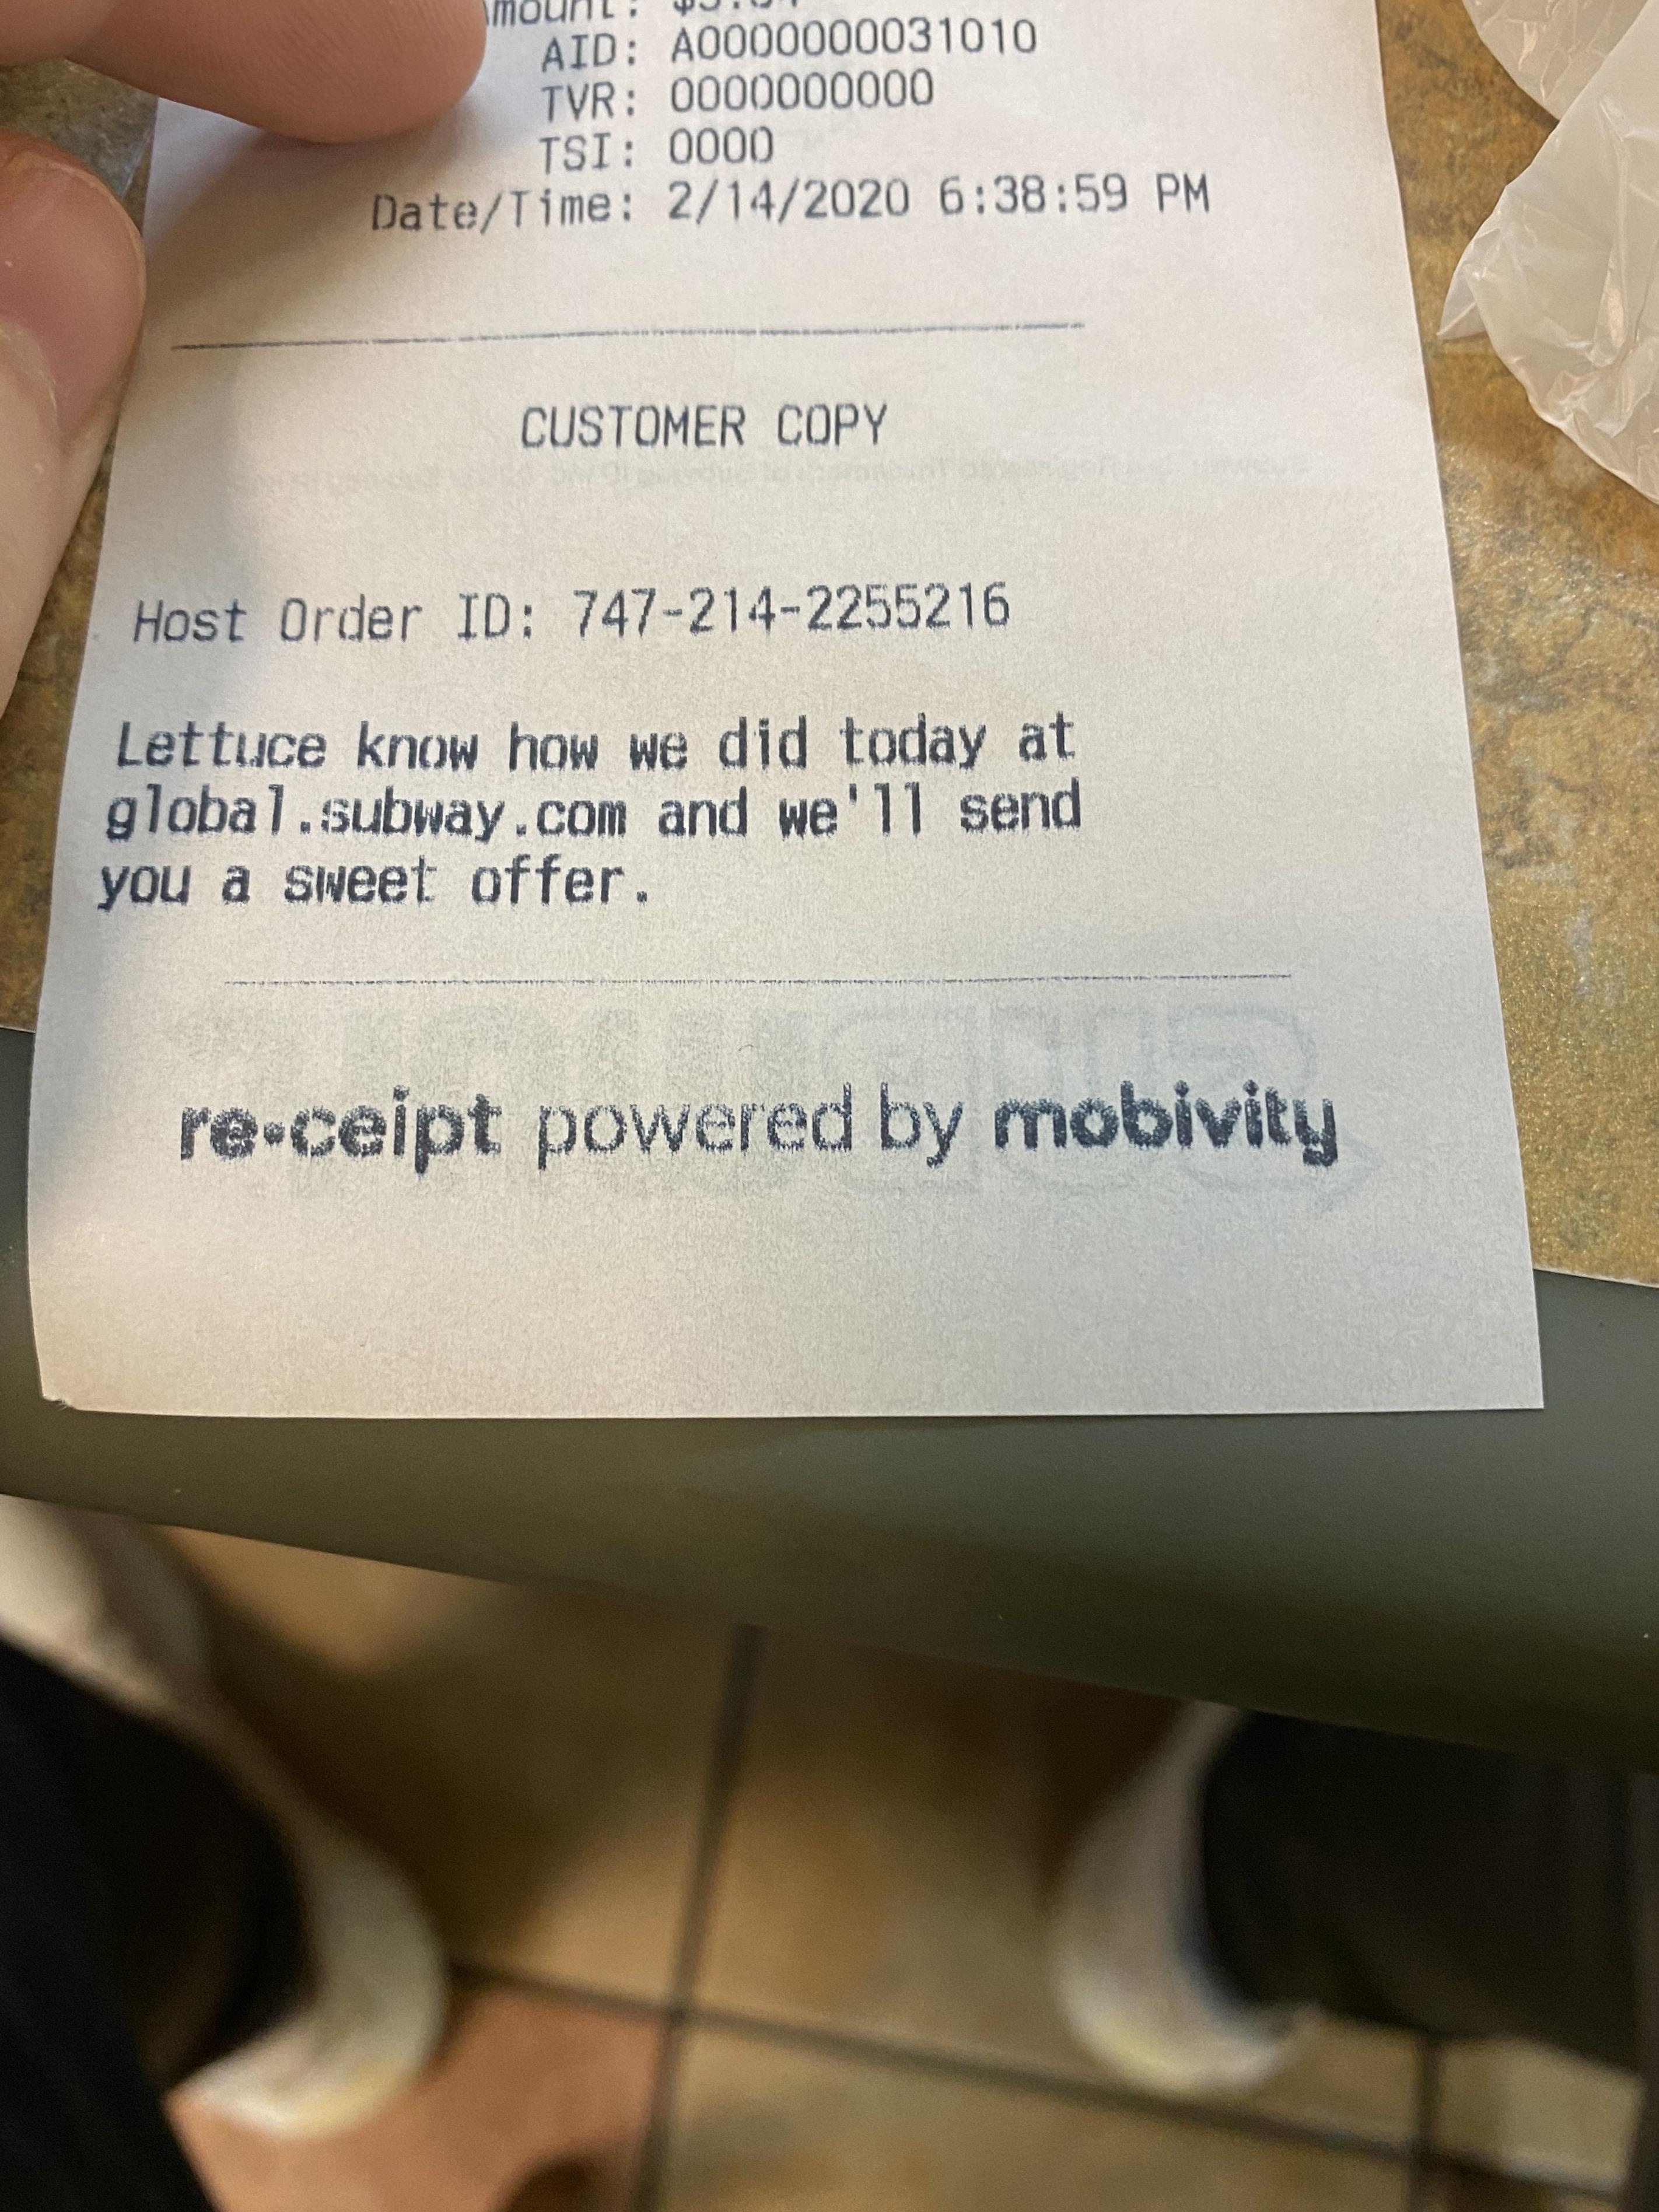 AID: A0000000031010
TVR: 0000000000
TSI: 0000
Date/Time: 2/14/2020 6:38:59 PM
CUSTOMER COPY
Host Order ID: 747-214-2255216
Lettuce know how we did today at
global.subway.com and we'll send
you a sweet offer.
re•ceipt powered by mobivity